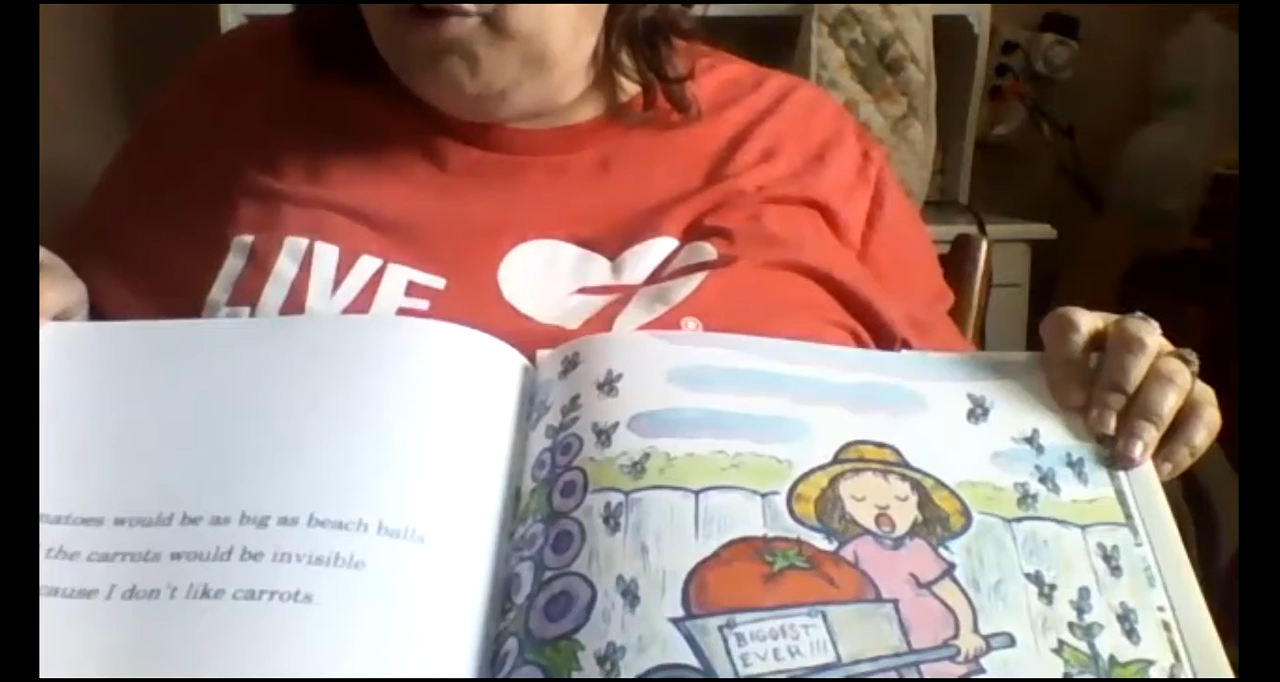 LIVE
®
matoes would be as big as beach balls
the carrots would be invisible
cause I don't like carrots.
BIGGEST
EVER!!!